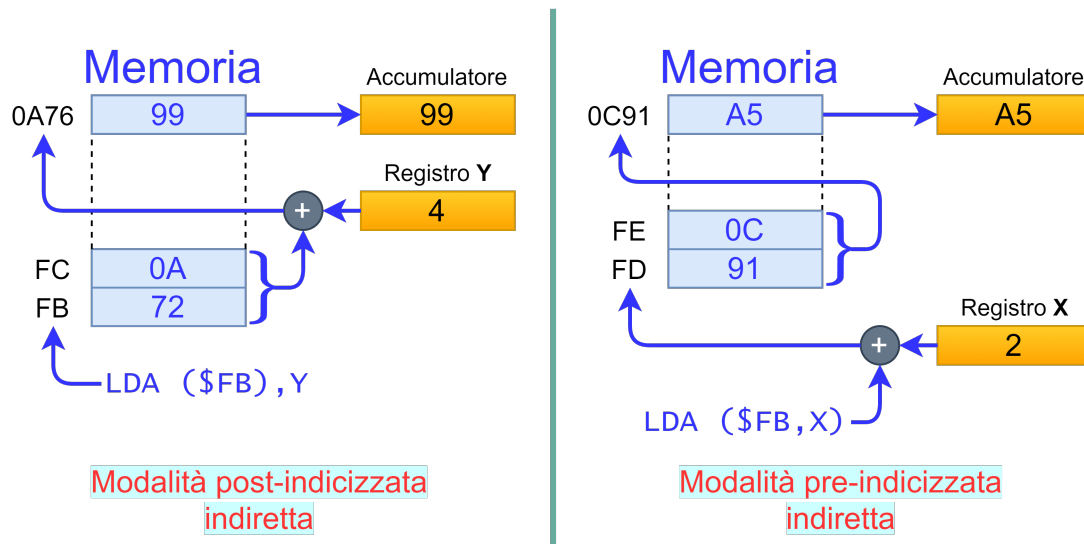 Memoria
Accumulatore
0A76
99
99
Registro Y
+
4
FC
0A
FB
72
LDA ($FB),Y
Modalità post-indicizzata
indiretta
Memoria
Accumulatore
0C91
A5
A5
FE
0C
FD
91
Registro X
+
2
LDA ($FB,X)
Modalità pre-indicizzata
indiretta